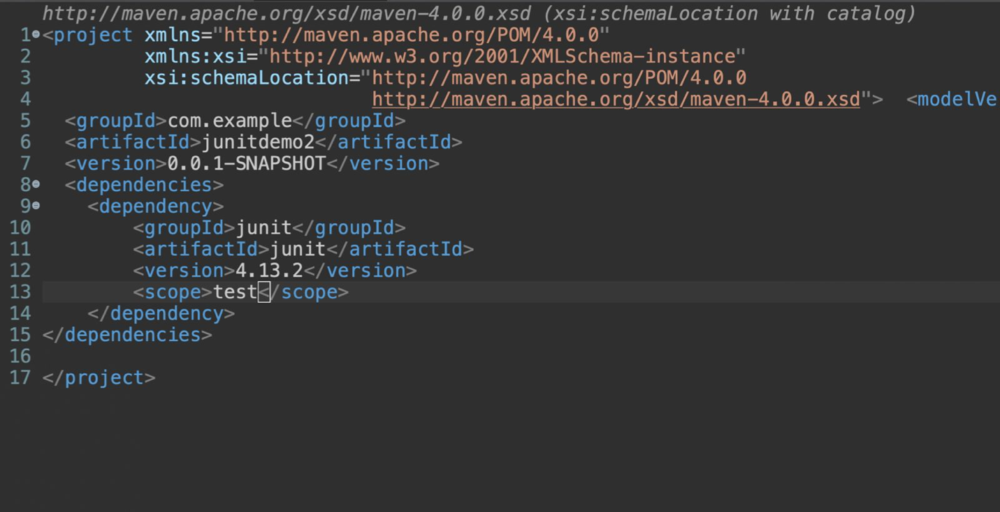 http://maven.apache.org/xsd/maven-4.0.0.xsd (xsi:schemaLocation with catalog)
1 <project xmlns="http://maven.apache.org/POM/4.0.0"
2 xmlns:xsi="http://www.w3.org/2001/XMLSchema-instance"
3 xsi:schemaLocation="http://maven.apache.org/POM/4.0.0
4 http://maven.apache.org/xsd/maven-4.0.0.xsd"> <modelVe
5 <groupId>com.example</groupId>
6 <artifactId>junitdemo2</artifactId>
7 <version>0.0.1-SNAPSHOT</version>
8 <dependencies>
9 <dependency>
10 <groupId>junit</groupId>
11 <artifactId>junit</artifactId>
12 <version>4.13.2</version>
13 <scope>test</scope>
14 </dependency>
15 </dependencies>
16
17 </project>